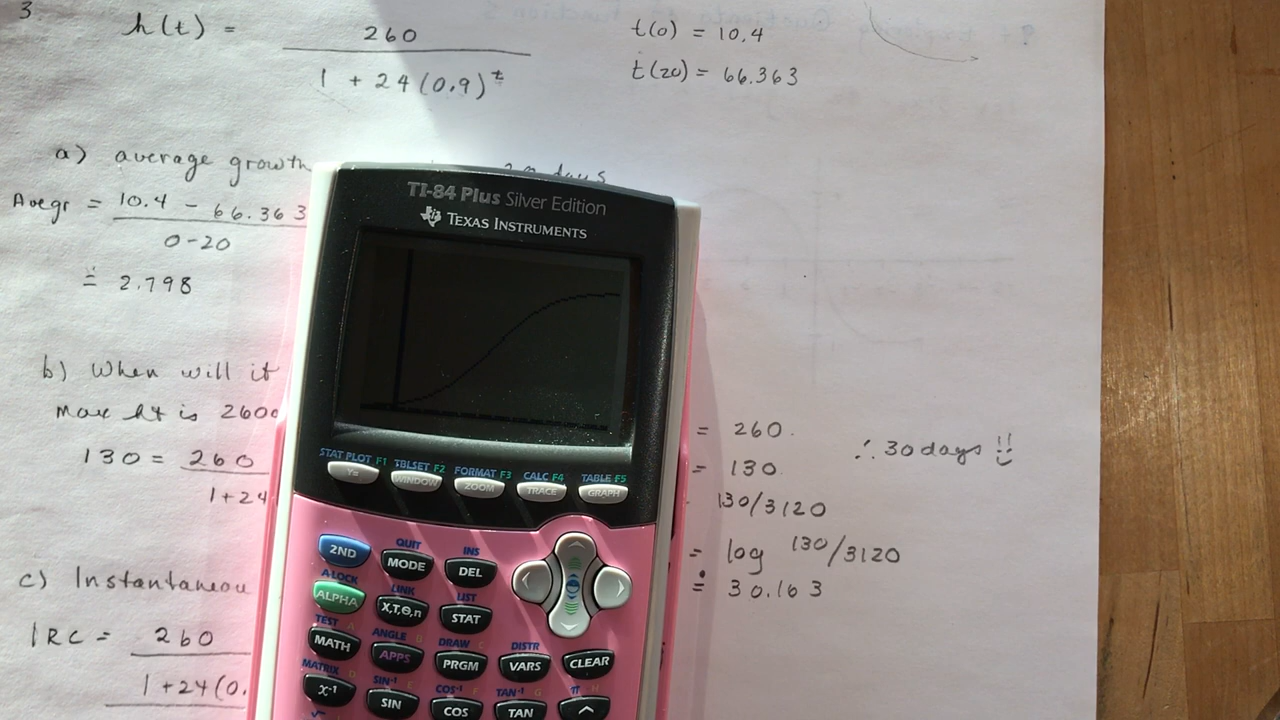 3
h(t) = 260
1 + 24(0.9)^t
t(0) = 10.4
t(20) = 66.363
a) average growth
days
Avegr = 10.4 - 66.363
0-20
≐ 2.798
b) When will it
Max ht is 260c
130 = 260
1+24
= 260.
= 130.
130/3120
= log 130/3120
≐ 30.163
∴ 30 days !!
c) Instantaneou
IRC = 260
1+24(0.
TI-84 Plus Silver Edition
TEXAS INSTRUMENTS
STAT PLOT F1 TBLSET F2 FORMAT F3 CALC F4 TABLE F5
Y= WINDOW ZOOM TRACE GRAPH
QUIT INS
2ND MODE DEL
A-LOCK LINK LIST
ALPHA X,T,Θ,n STAT
TEST A ANGLE B DRAW C DISTR
MATH APPS PRGM VARS CLEAR
MATRIX D SIN⁻¹ E COS⁻¹ F TAN⁻¹ G π H
x⁻¹ SIN COS TAN ^
√